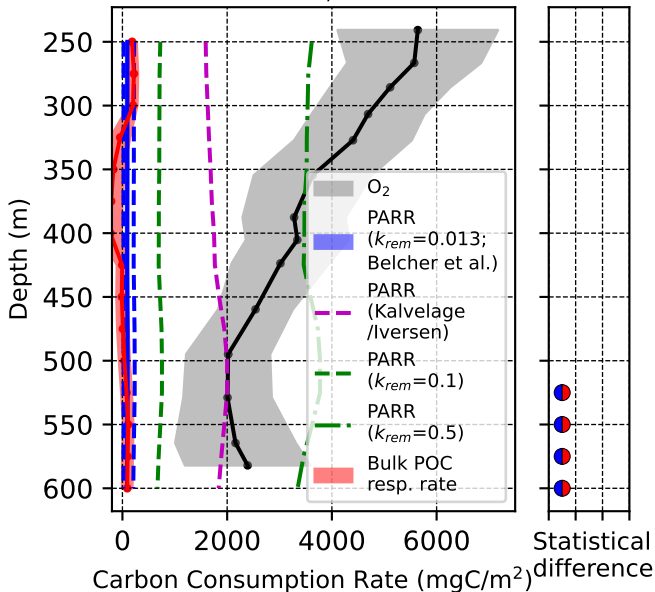 250
300
350
400
450
500
550
600
Depth (m)
0
2000
4000
6000
Carbon Consumption Rate (mgC/m²)
O₂
PARR
(k_rem=0.013;
Belcher et al.)
PARR
(Kalvelage
/Iversen)
PARR
(k_rem=0.1)
PARR
(k_rem=0.5)
Bulk POC
resp. rate
Statistical
difference